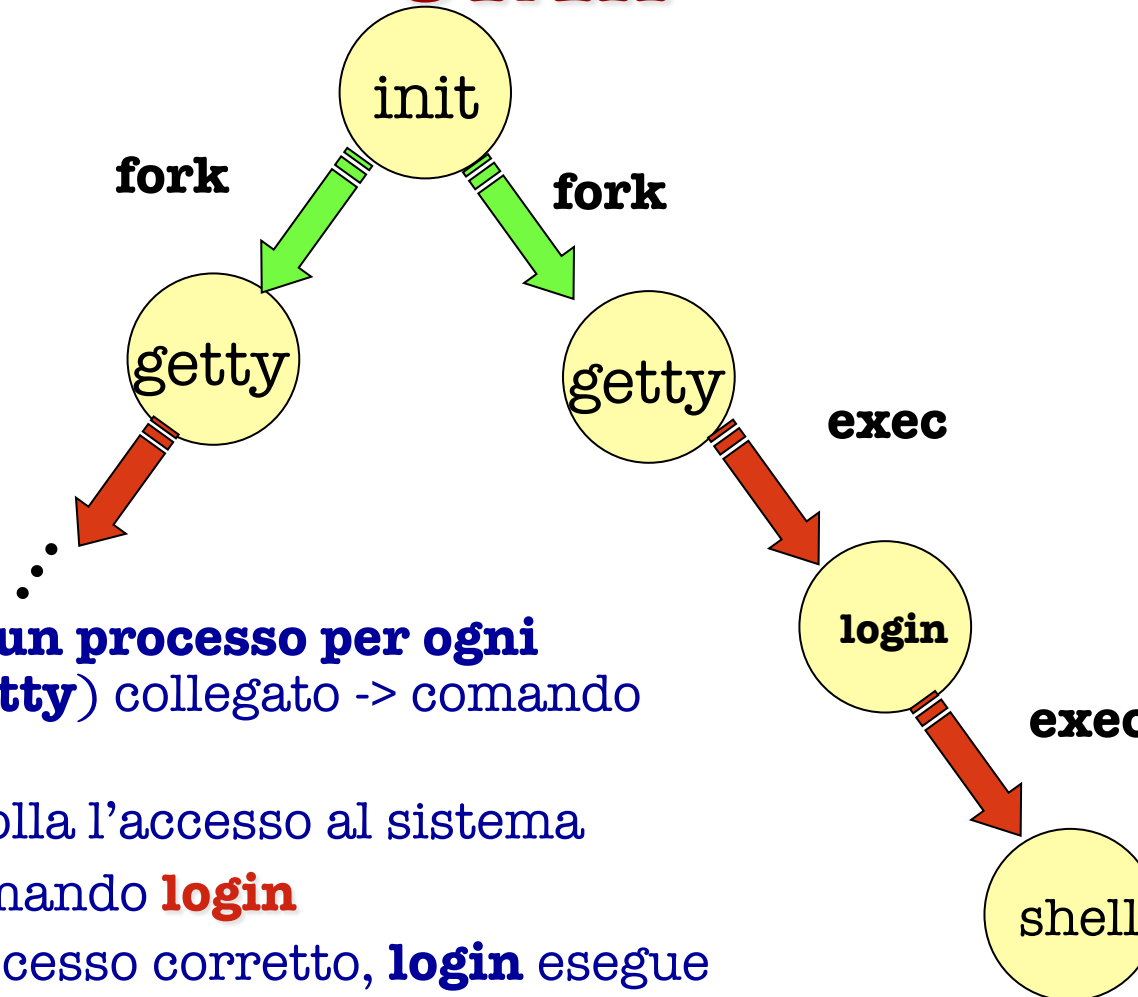 init
fork
fork
getty
getty
exec
login
un processo per ogni
tty) collegato -> comando
exec
olla l’accesso al sistema
mando login
shell
cesso corretto, login esegue